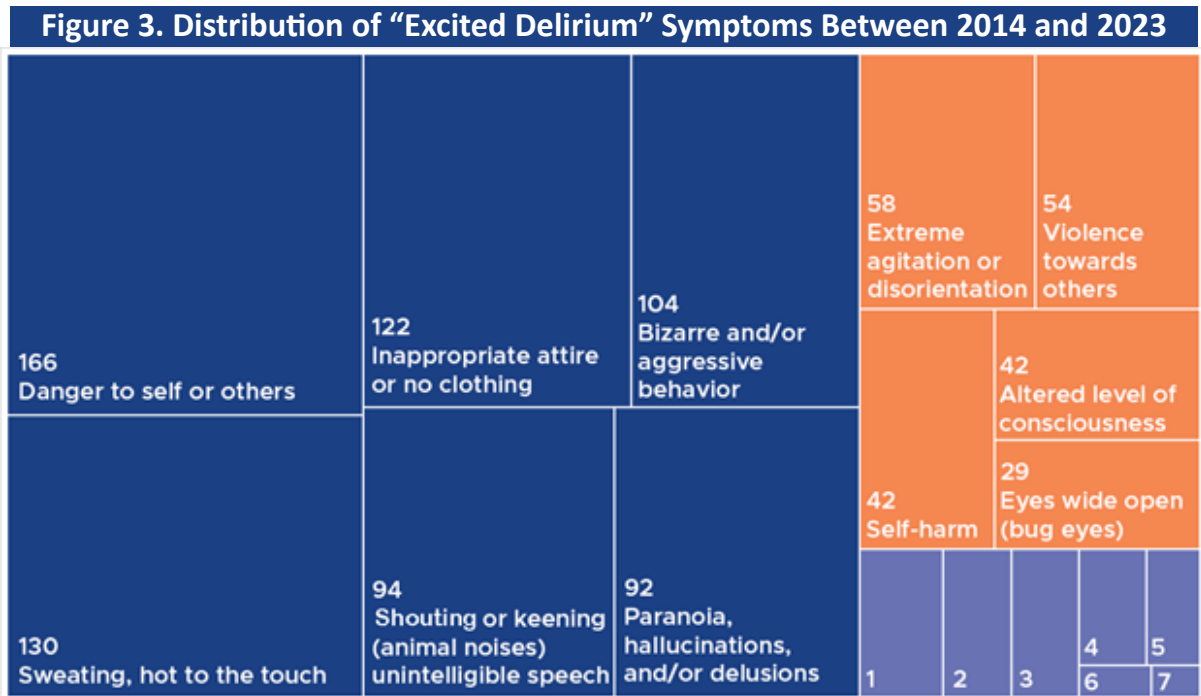 Figure 3. Distribution of “Excited Delirium” Symptoms Between 2014 and 2023
166
Danger to self or others
130
Sweating, hot to the touch
122
Inappropriate attire
or no clothing
104
Bizarre and/or
aggressive
behavior
94
Shouting or keening
(animal noises)
unintelligible speech
92
Paranoia,
hallucinations,
and/or delusions
58
Extreme
agitation or
disorientation
54
Violence
towards
others
42
Self-harm
42
Altered level of
consciousness
29
Eyes wide open
(bug eyes)
1
2
3
4
5
6
7